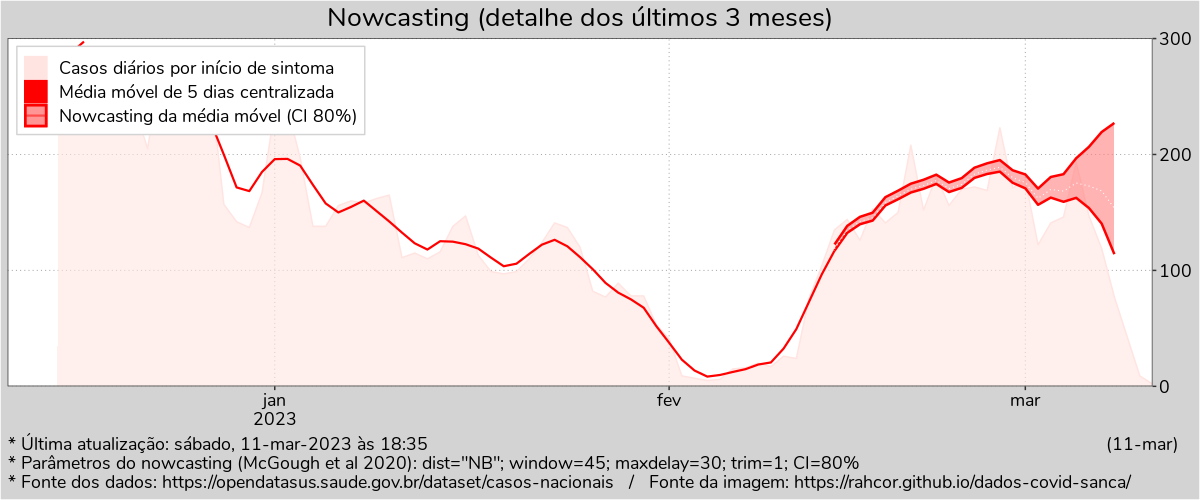 Nowcasting (detalhe dos últimos 3 meses)
Casos diários por início de sintoma
Média móvel de 5 dias centralizada
Nowcasting da média móvel (CI 80%)
300
200
100
0
jan
2023
fev
mar
* Última atualização: sábado, 11-mar-2023 às 18:35
(11-mar)
* Parâmetros do nowcasting (McGough et al 2020): dist="NB"; window=45; maxdelay=30; trim=1; CI=80%
* Fonte dos dados: https://opendatasus.saude.gov.br/dataset/casos-nacionais / Fonte da imagem: https://rahcor.github.io/dados-covid-sanca/